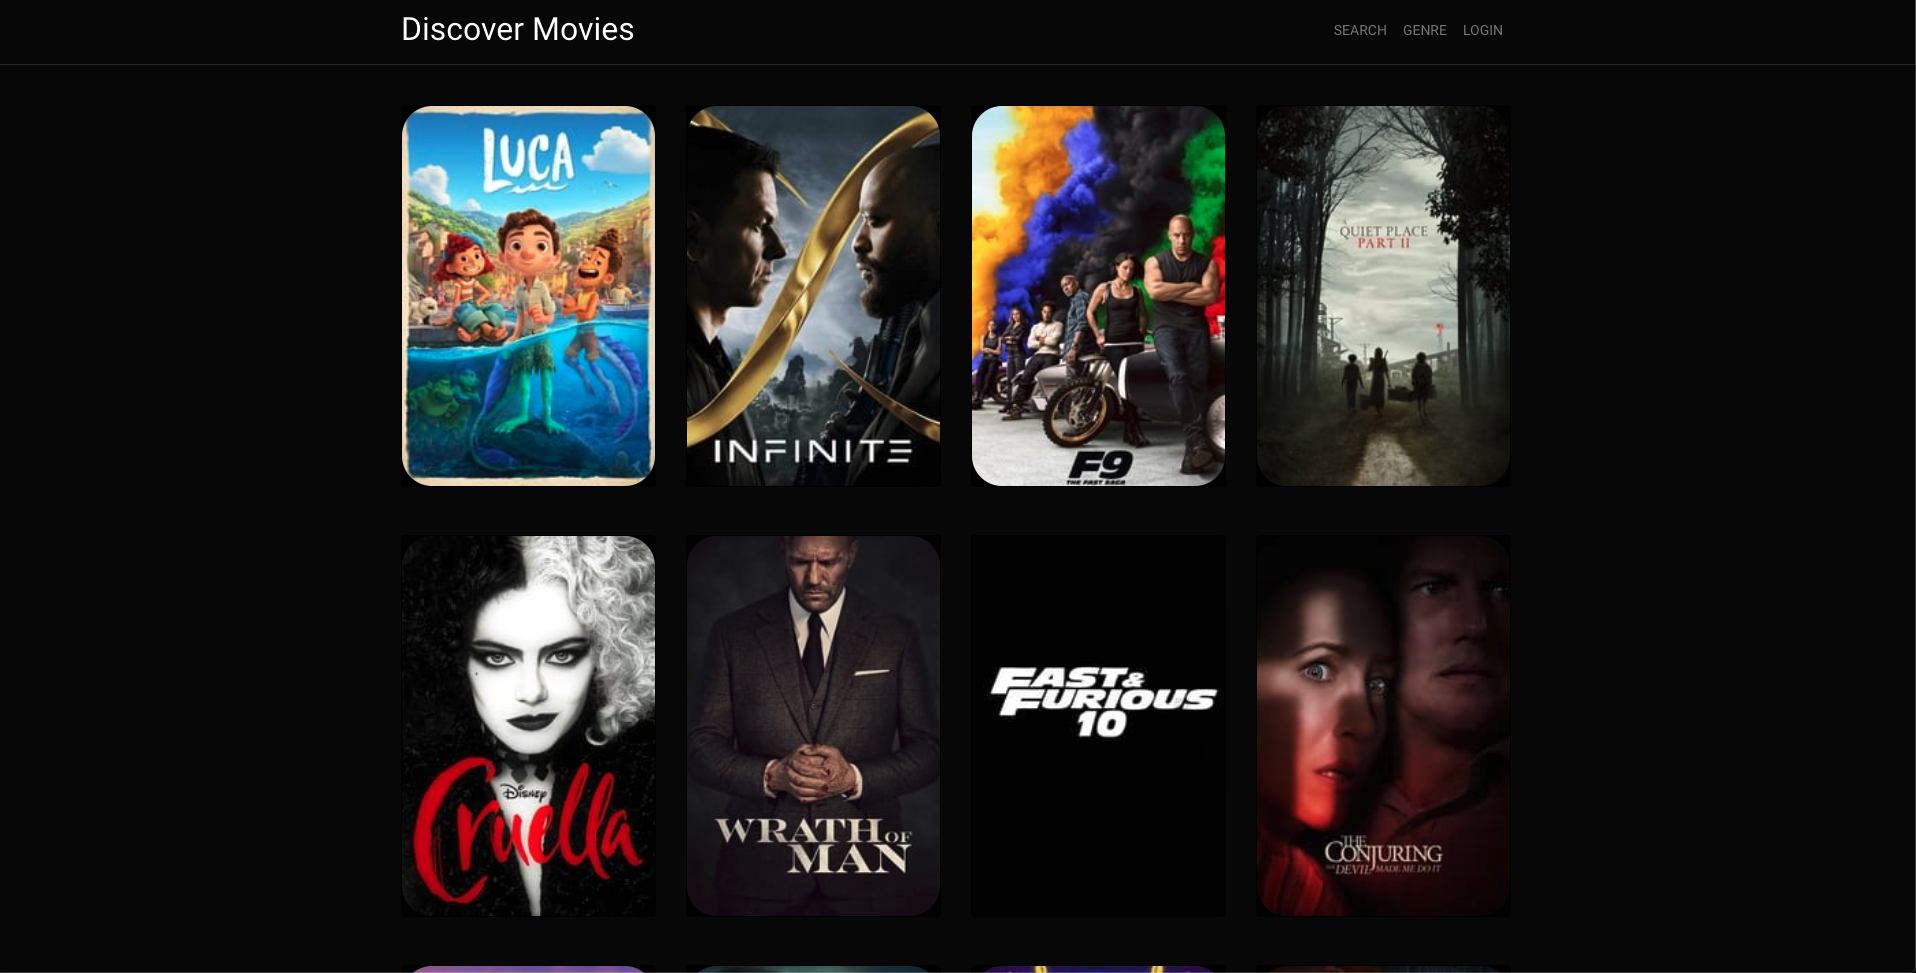 Discover Movies
SEARCH GENRE LOGIN
LUCA
INFINITE
F9
THE FAST SAGA
A
QUIET PLACE
PART II
DISNEY
Cruella
WRATH OF
MAN
FAST &
FURIOUS
10
THE
CONJURING
THE DEVIL MADE ME DO IT